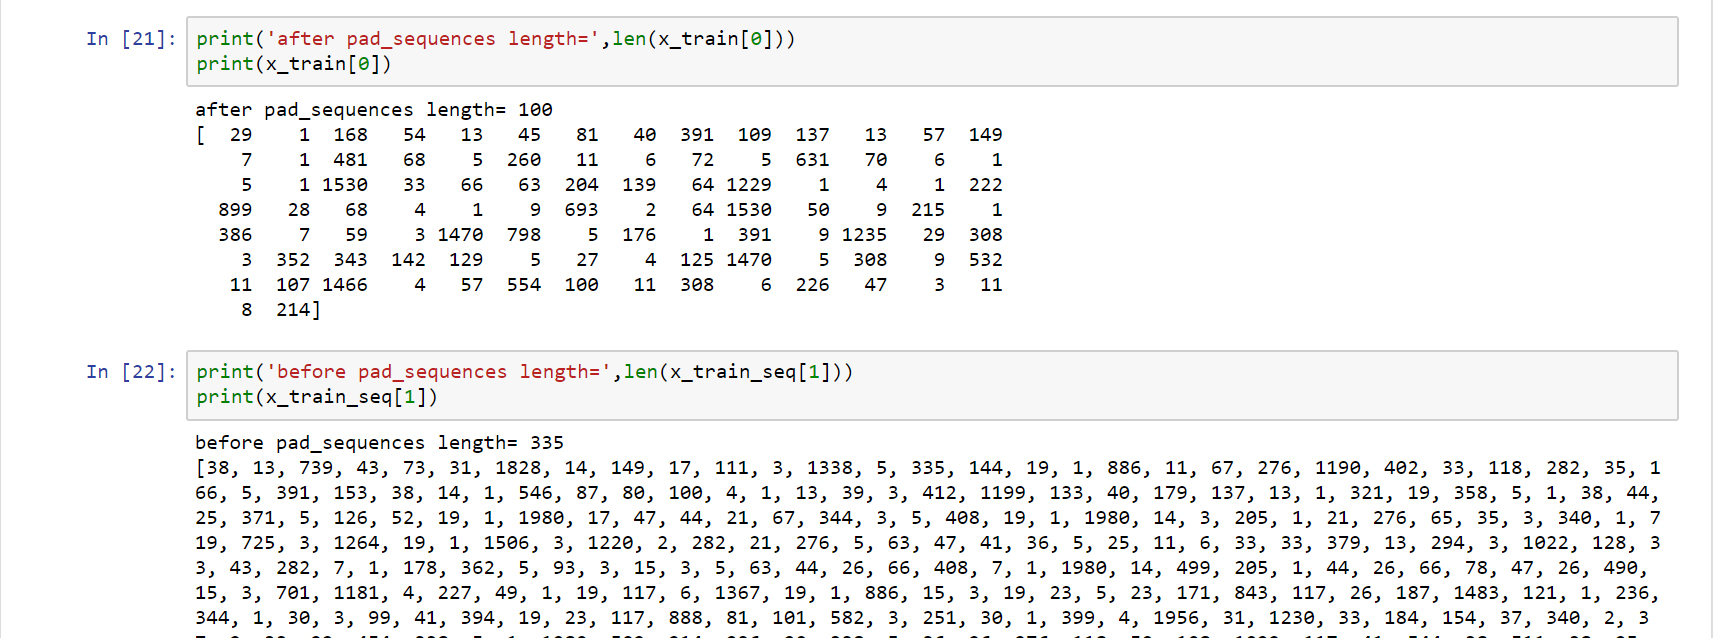 In [21]: print('after pad_sequences length=',len(x_train[0]))
print(x_train[0])
after pad_sequences length= 100
[ 29 1 168 54 13 45 81 40 391 109 137 13 57 149
7 1 481 68 5 260 11 6 72 5 631 70 6 1
5 1 1530 33 66 63 204 139 64 1229 1 4 1 222
899 28 68 4 1 9 693 2 64 1530 50 9 215 1
386 7 59 3 1470 798 5 176 1 391 9 1235 29 308
3 352 343 142 129 5 27 4 125 1470 5 308 9 532
11 107 1466 4 57 554 100 11 308 6 226 47 3 11
8 214]
In [22]: print('before pad_sequences length=',len(x_train_seq[1]))
print(x_train_seq[1])
before pad_sequences length= 335
[38, 13, 739, 43, 73, 31, 1828, 14, 149, 17, 111, 3, 1338, 5, 335, 144, 19, 1, 886, 11, 67, 276, 1190, 402, 33, 118, 282, 35, 1
66, 5, 391, 153, 38, 14, 1, 546, 87, 80, 100, 4, 1, 13, 39, 3, 412, 1199, 133, 40, 179, 137, 13, 1, 321, 19, 358, 5, 1, 38, 44,
25, 371, 5, 126, 52, 19, 1, 1980, 17, 47, 44, 21, 67, 344, 3, 5, 408, 19, 1, 1980, 14, 3, 205, 1, 21, 276, 65, 35, 3, 340, 1, 7
19, 725, 3, 1264, 19, 1, 1506, 3, 1220, 2, 282, 21, 276, 5, 63, 47, 41, 36, 5, 25, 11, 6, 33, 33, 379, 13, 294, 3, 1022, 128, 3
3, 43, 282, 7, 1, 178, 362, 5, 93, 3, 15, 3, 5, 63, 44, 26, 66, 408, 7, 1, 1980, 14, 499, 205, 1, 44, 26, 66, 78, 47, 26, 490,
15, 3, 701, 1181, 4, 227, 49, 1, 19, 117, 6, 1367, 19, 1, 886, 15, 3, 19, 23, 5, 23, 171, 843, 117, 26, 187, 1483, 121, 1, 236,
344, 1, 30, 3, 99, 41, 394, 19, 23, 117, 888, 81, 101, 582, 3, 251, 30, 1, 399, 4, 1956, 31, 1230, 33, 184, 154, 37, 340, 2, 3